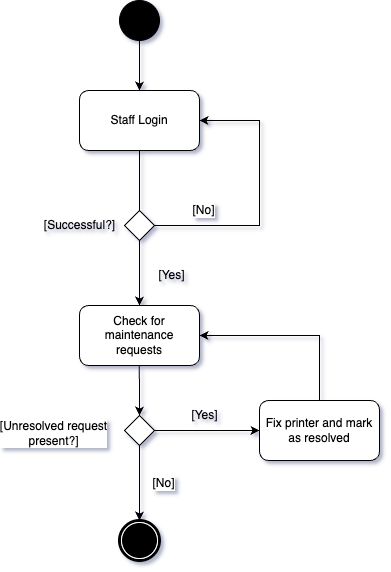 Staff Login
[No]
[Successful?]
[Yes]
Check for
maintenance
requests
[Yes]
[Unresolved request
present?]
Fix printer and mark
as resolved
[No]